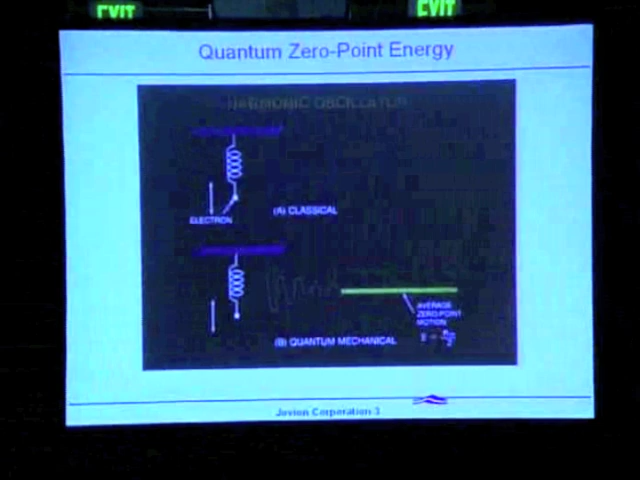 EXIT
EXIT
Quantum Zero-Point Energy
HARMONIC OSCILLATOR
ELECTRON
(A) CLASSICAL
AVERAGE
ZERO-POINT
MOTION
(B) QUANTUM MECHANICAL
Jovion Corporation 3